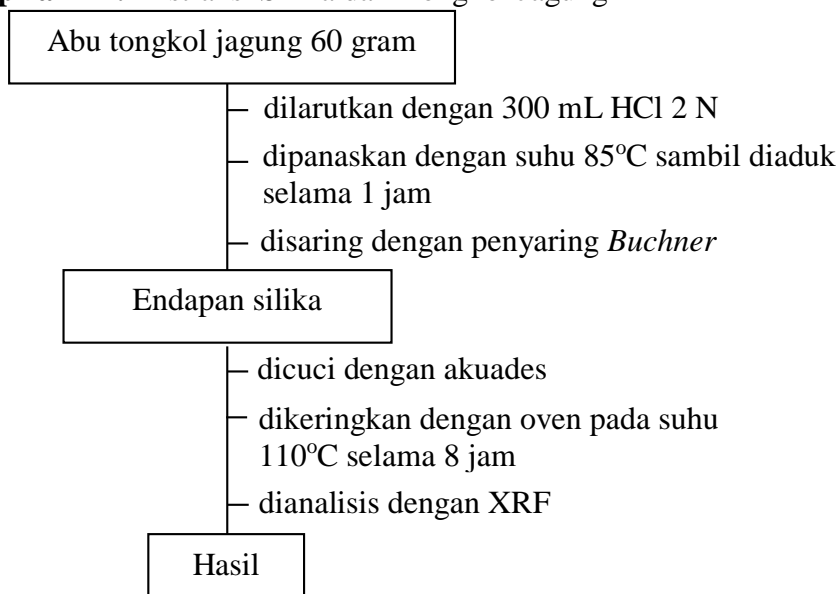 Abu tongkol jagung 60 gram
dilarutkan dengan 300 mL HCl 2 N
dipanaskan dengan suhu 85ºC sambil diaduk
selama 1 jam
disaring dengan penyaring Buchner
Endapan silika
dicuci dengan akuades
dikeringkan dengan oven pada suhu
110ºC selama 8 jam
dianalisis dengan XRF
Hasil